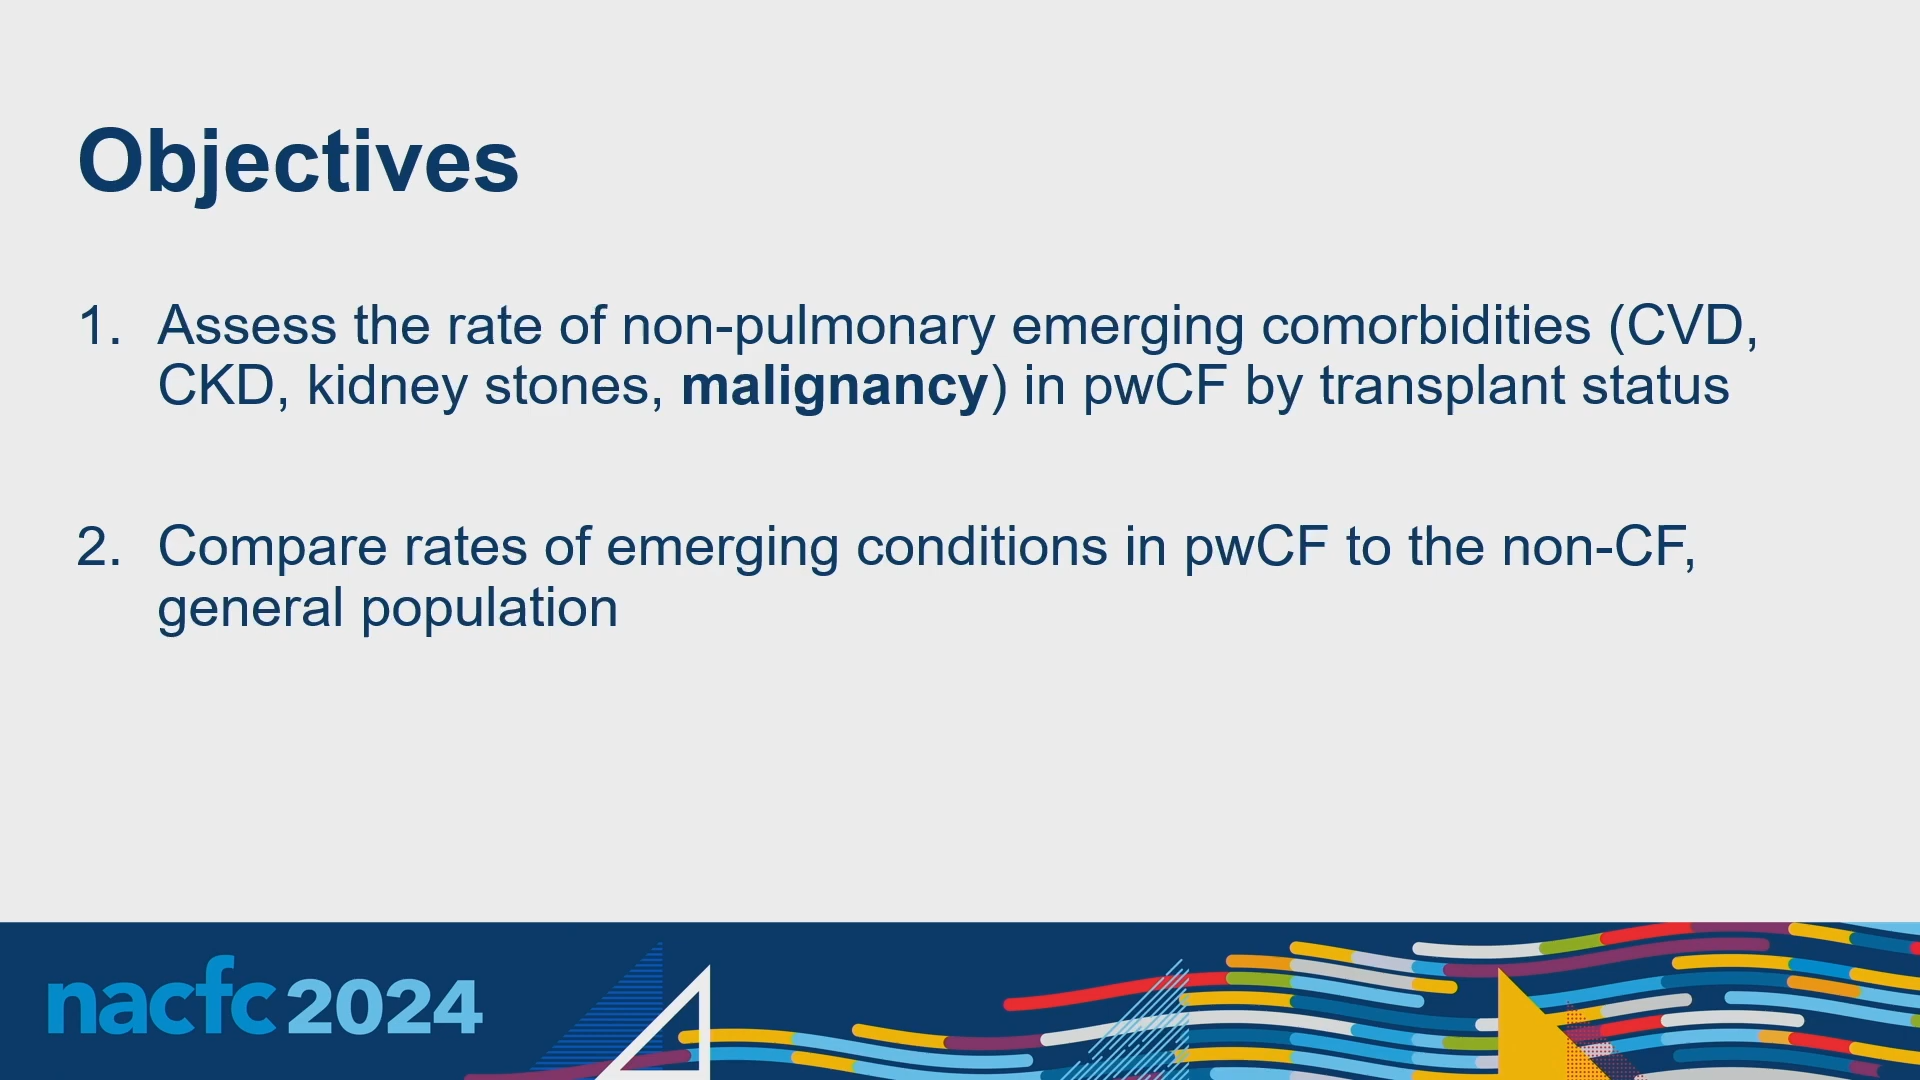 Objectives
1. Assess the rate of non-pulmonary emerging comorbidities (CVD,
CKD, kidney stones, malignancy) in pwCF by transplant status
2. Compare rates of emerging conditions in pwCF to the non-CF,
general population
nacfc 2024